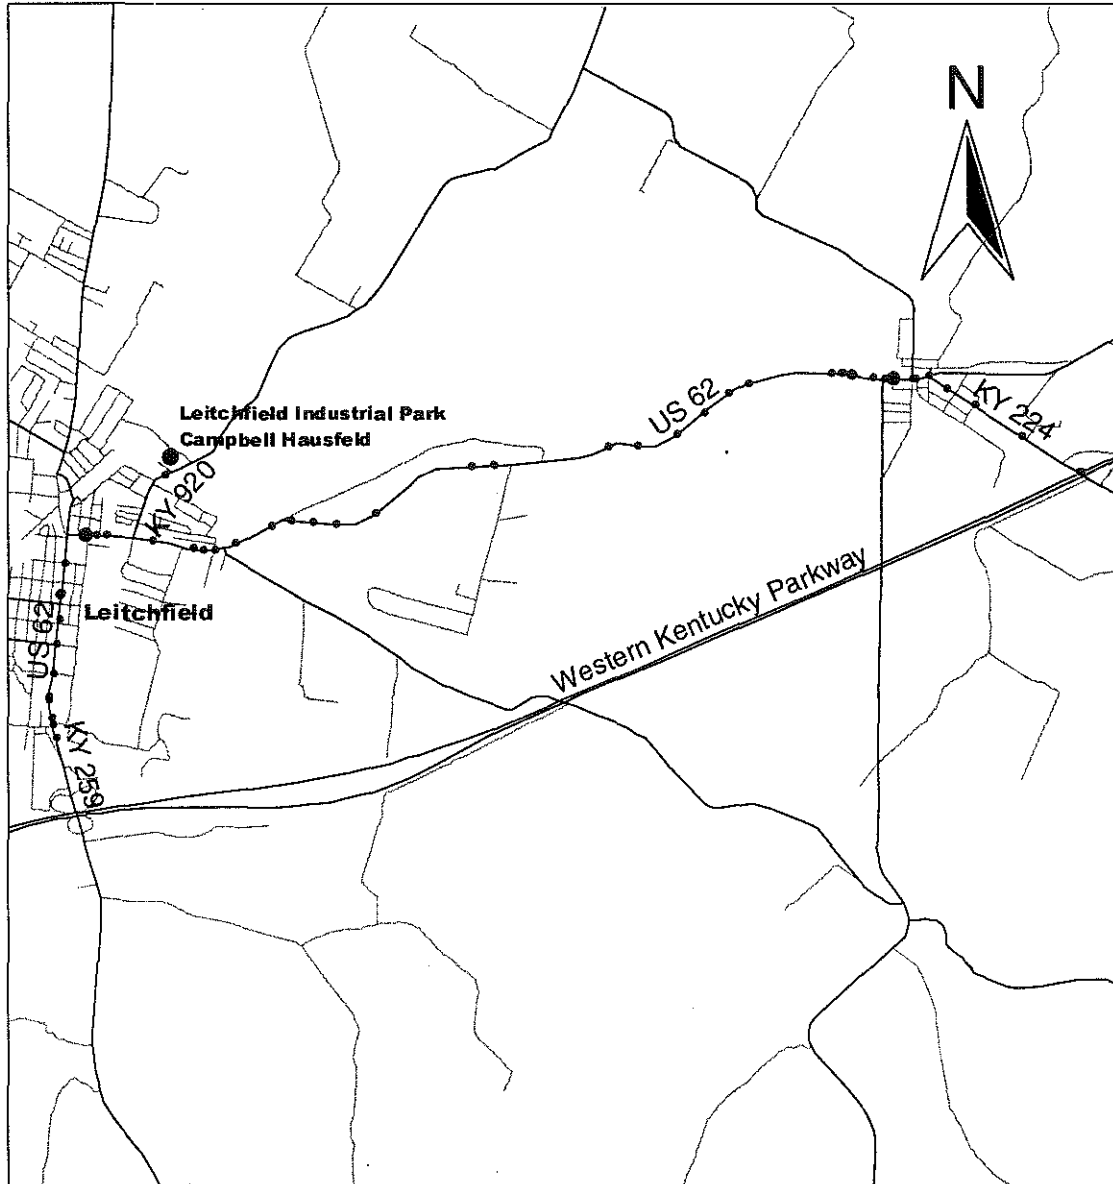 N
Leitchfield Industrial Park
Campbell Hausfeld
US 62
KY 224
KY 920
Leitchfield
US 62
Western Kentucky Parkway
KY 259